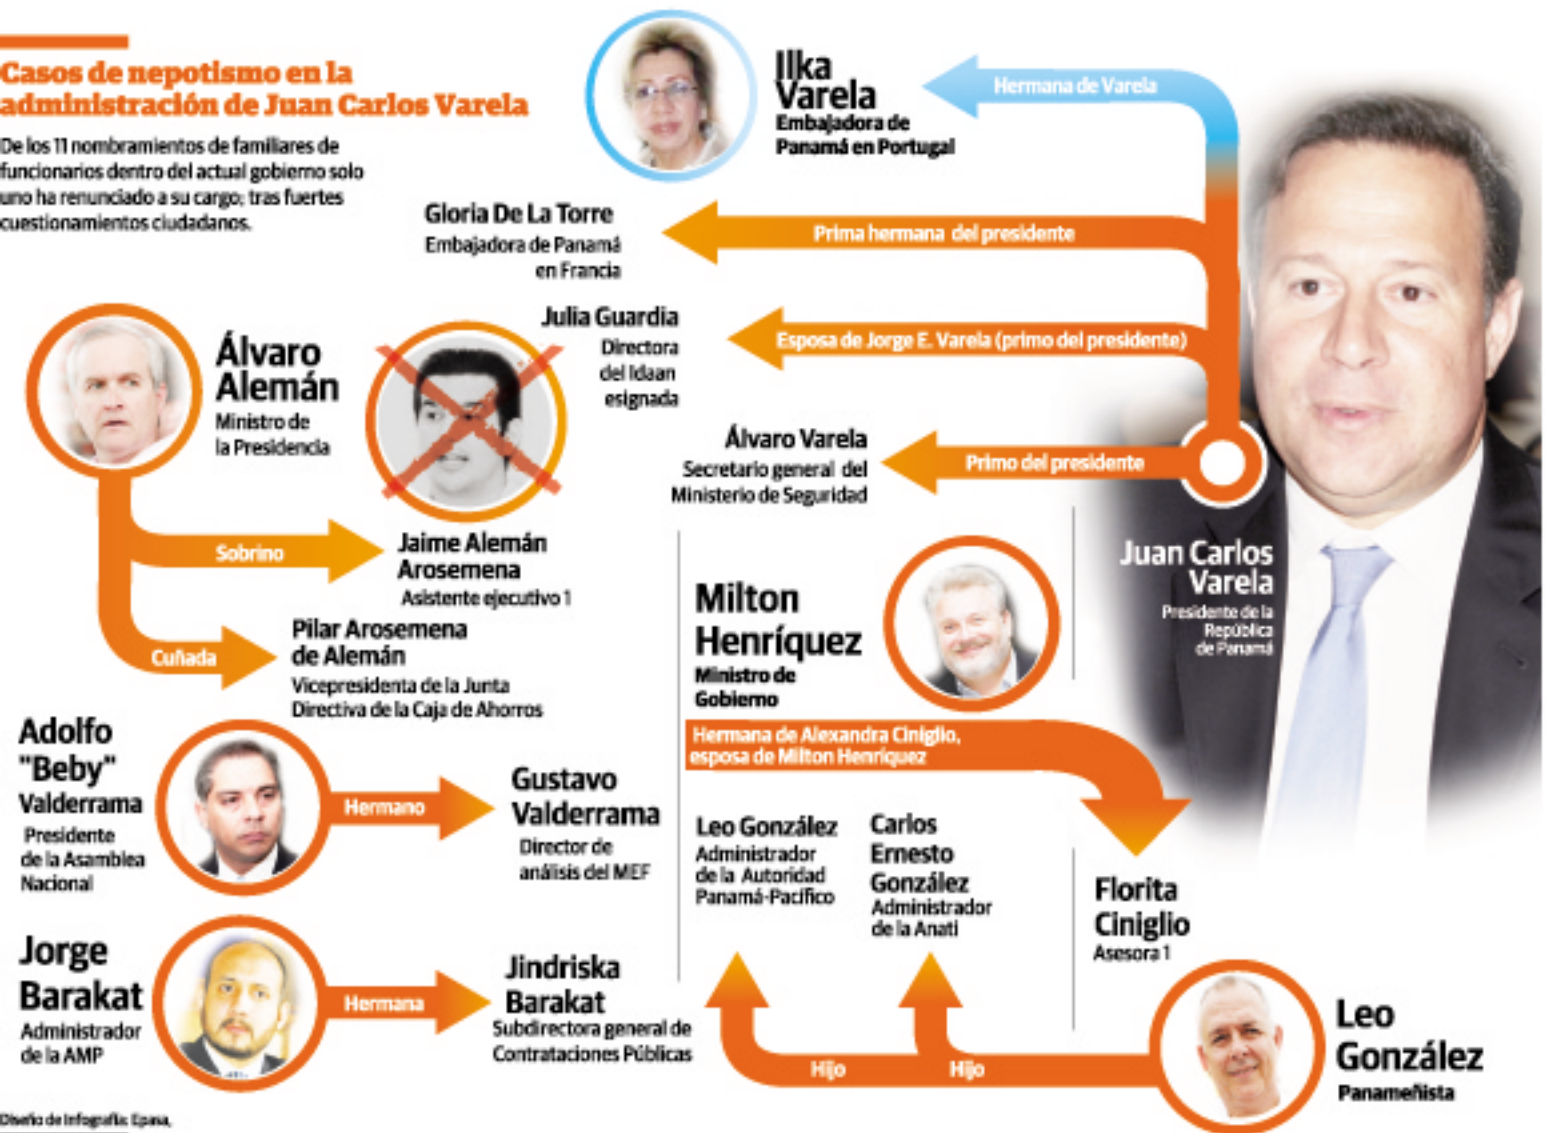 Casos de nepotismo en la
administración de Juan Carlos Varela
De los 11 nombramientos de familiares de
funcionarios dentro del actual gobierno solo
uno ha renunciado a su cargo; tras fuertes
cuestionamientos ciudadanos.
Ilka
Varela
Embajadora de
Panamá en Portugal
Hermana de Varela
Gloria De La Torre
Embajadora de Panamá
en Francia
Prima hermana del presidente
Julia Guardia
Directora
del Idaan
esignada
Esposa de Jorge E. Varela (primo del presidente)
Álvaro Varela
Secretario general del
Ministerio de Seguridad
Primo del presidente
Juan Carlos
Varela
Presidente de la
República
de Panamá
Álvaro
Alemán
Ministro de
la Presidencia
Sobrino
Jaime Alemán
Arosemena
Asistente ejecutivo 1
Cuñada
Pilar Arosemena
de Alemán
Vicepresidenta de la Junta
Directiva de la Caja de Ahorros
Milton
Henríquez
Ministro de
Gobierno
Hermana de Alexandra Ciniglio,
esposa de Milton Henríquez
Florita
Ciniglio
Asesora 1
Adolfo
"Beby"
Valderrama
Presidente
de la Asamblea
Nacional
Hermano
Gustavo
Valderrama
Director de
análisis del MEF
Jorge
Barakat
Administrador
de la AMP
Hermana
Jindriska
Barakat
Subdirectora general de
Contrataciones Públicas
Leo González
Administrador
de la Autoridad
Panamá-Pacífico
Carlos
Ernesto
González
Administrador
de la Anati
Hijo
Hijo
Leo
González
Panameñista
Diseño de Infografía: Epasa,